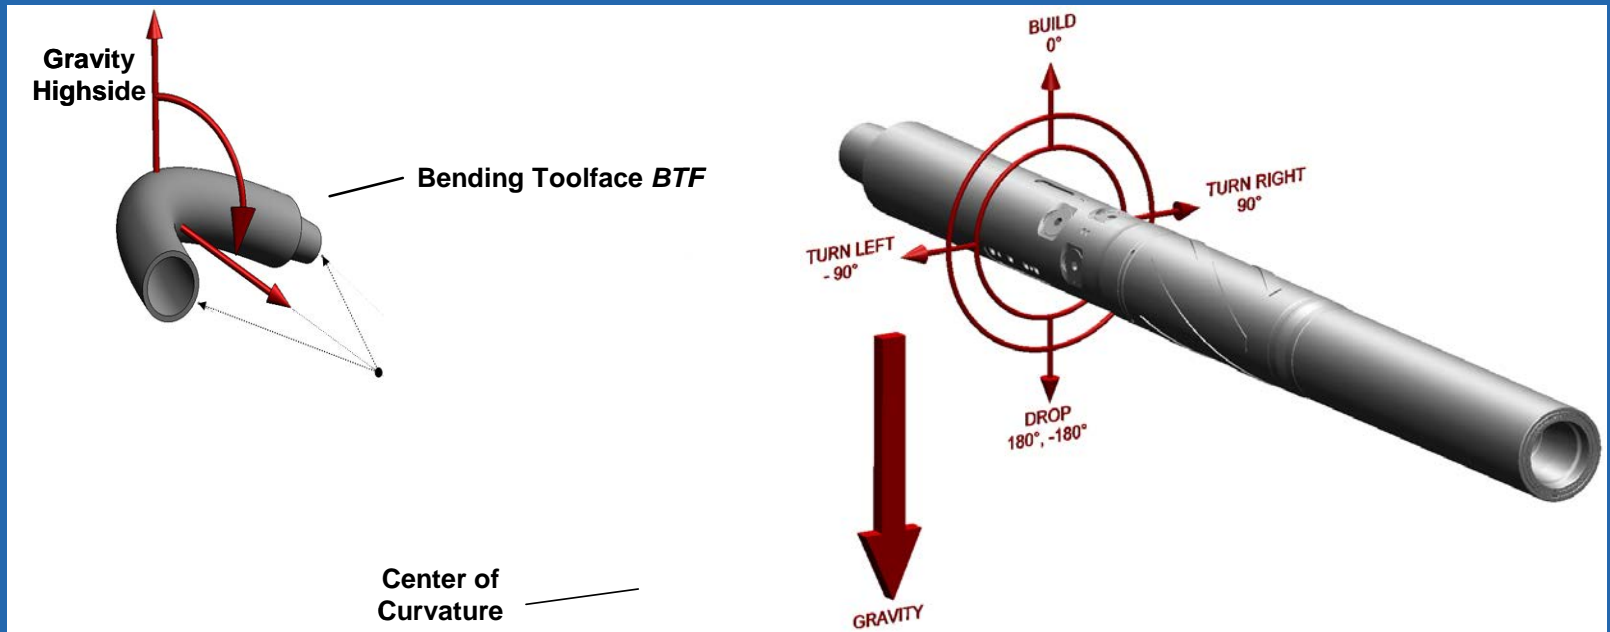 Gravity
Highside
Bending Toolface BTF
Center of
Curvature
BUILD
0°
TURN RIGHT
90°
TURN LEFT
- 90°
DROP
180°, -180°
GRAVITY